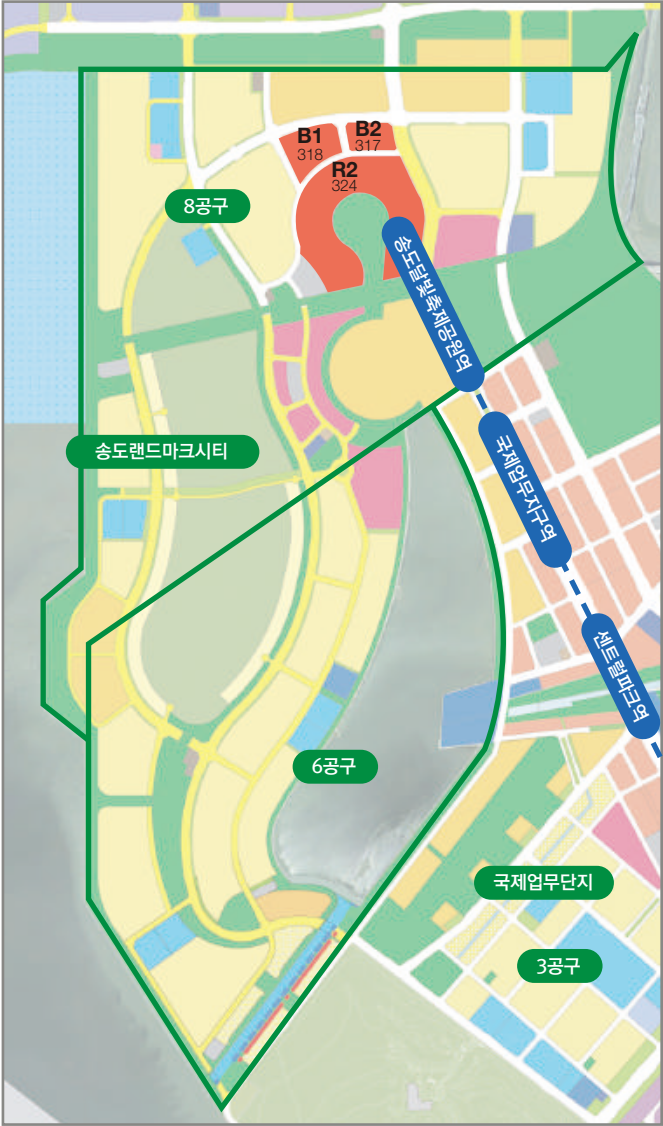 B1
318
B2
317
R2
324
8공구
송도달빛축제공원역
국제업무지구역
송도랜드마크시티
센트럴파크역
6공구
국제업무단지
3공구